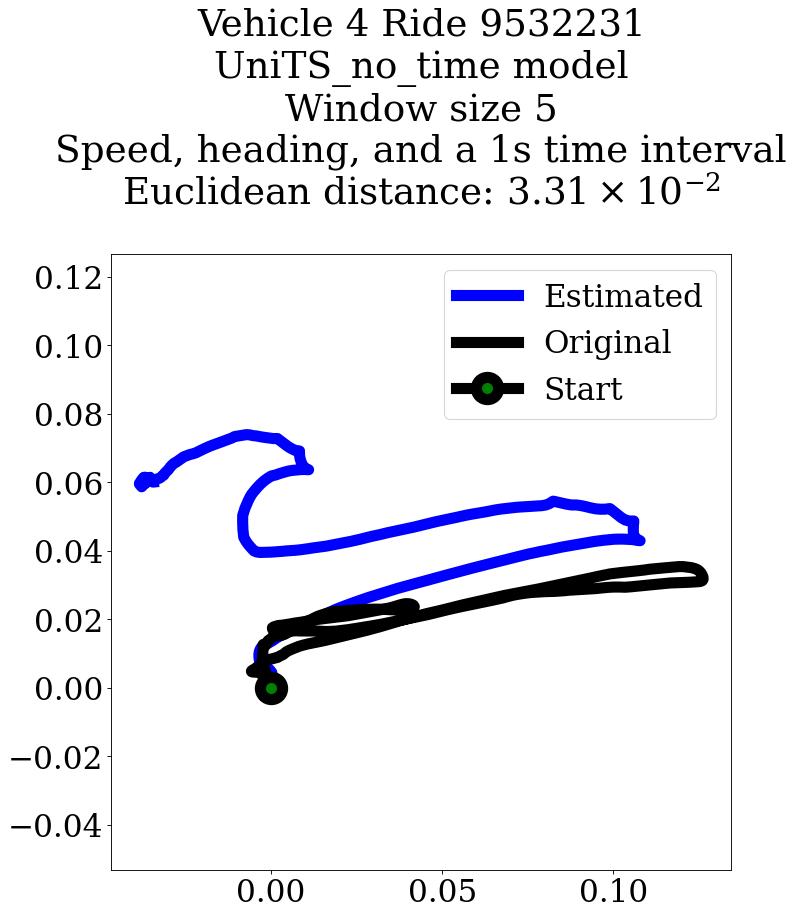 Vehicle 4 Ride 9532231
UniTS_no_time model
Window size 5
Speed, heading, and a 1s time interval
Euclidean distance: 3.31 × 10⁻²
0.12
0.10
0.08
0.06
0.04
0.02
0.00
−0.02
−0.04
Estimated
Original
Start
0.00 0.05 0.10